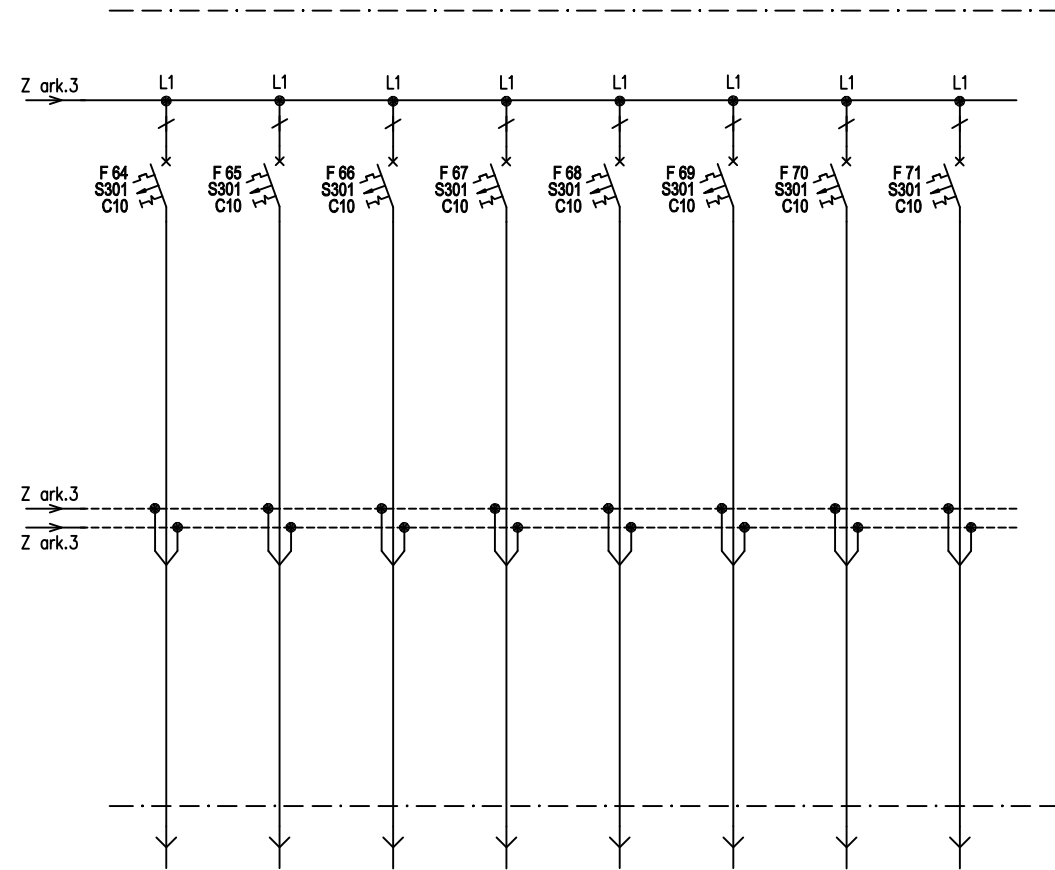 Z ark.3
L1 L1 L1 L1 L1 L1 L1 L1
F 64 F 65 F 66 F 67 F 68 F 69 F 70 F 71
S301 S301 S301 S301 S301 S301 S301 S301
C10 C10 C10 C10 C10 C10 C10 C10
Z ark.3
Z ark.3